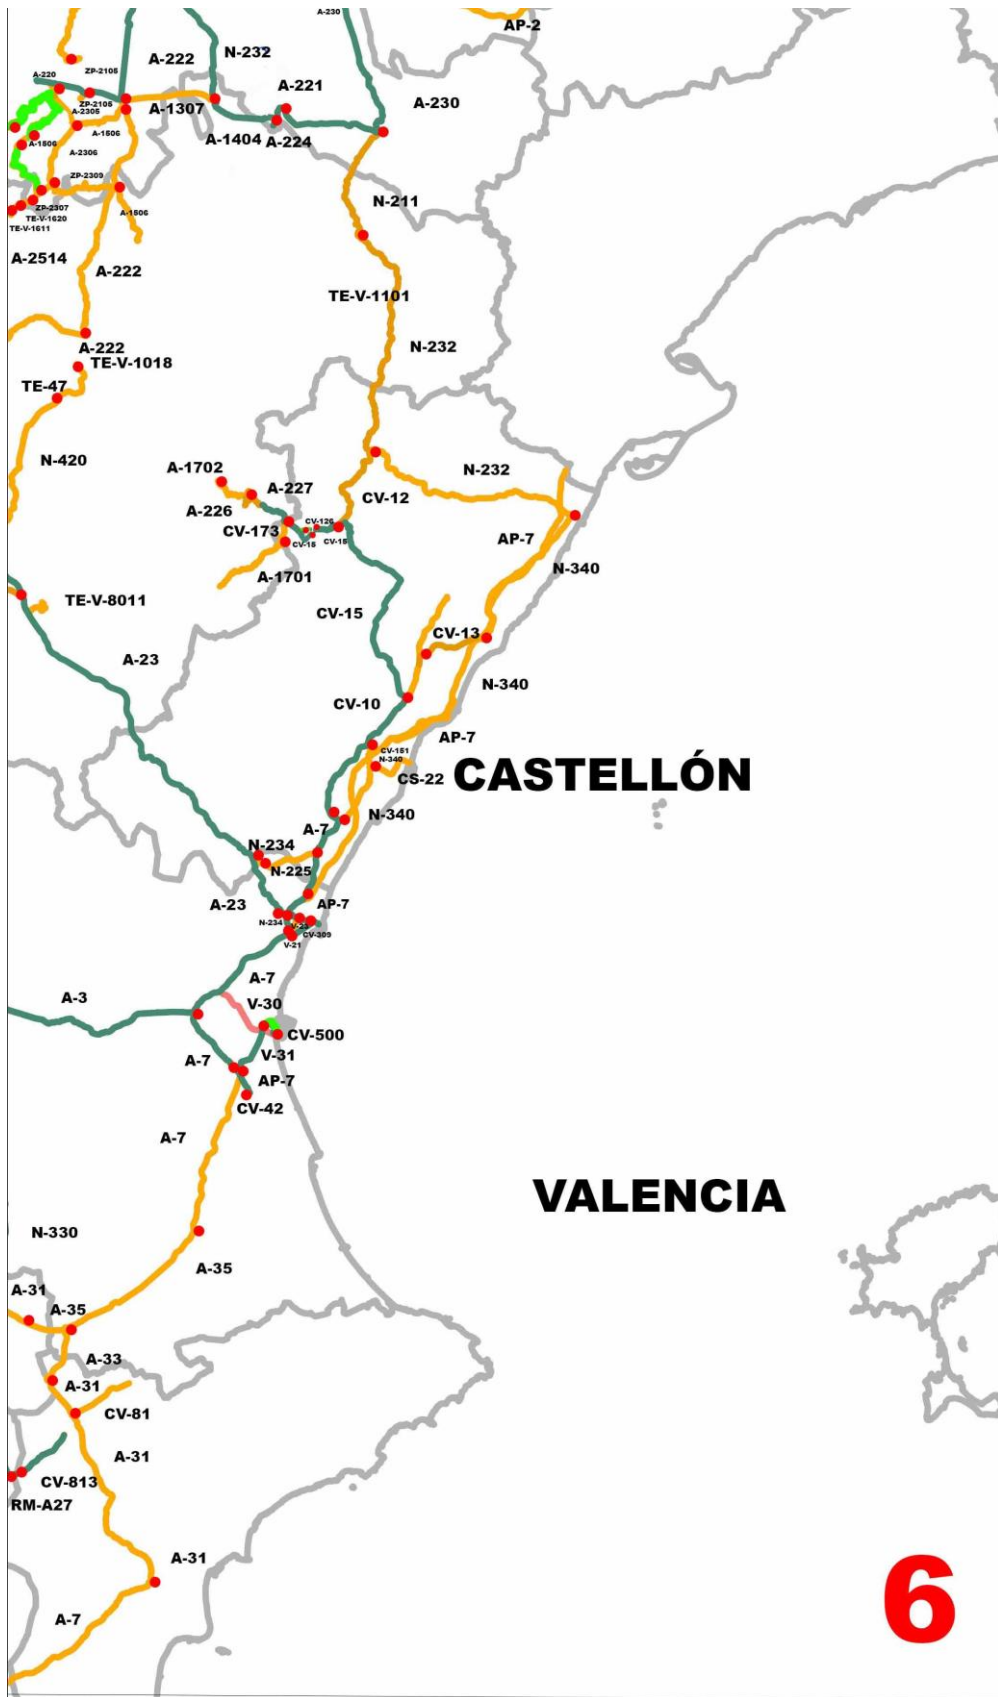 A-230
AP-2
N-232
A-222
ZP-2105
A-220
A-221
ZP-2105
A-2305
A-1307
A-230
A-1506
A-1404
A-224
A-1506
A-2306
ZP-2309
N-211
ZP-2307
A-1506
TE-V-1620
TE-V-1611
A-2514
A-222
TE-V-1101
A-222
N-232
TE-V-1018
TE-47
N-420
A-1702
N-232
A-227
CV-12
A-226
CV-126
CV-173
CV-15
CV-15
AP-7
N-340
A-1701
TE-V-8011
CV-15
CV-13
A-23
N-340
CV-10
AP-7
CV-151
N-340
CASTELLÓN
CS-22
N-340
A-7
N-234
N-225
A-23
AP-7
N-234
V-23
CV-309
V-21
A-7
A-3
V-30
CV-500
A-7
V-31
AP-7
CV-42
A-7
VALENCIA
N-330
A-35
A-31
A-35
A-33
A-31
CV-81
A-31
CV-813
RM-A27
A-31
6
A-7